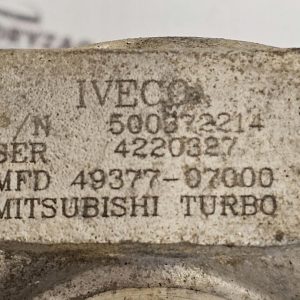 IVECO
/N 500372214
SER 4220327
MFD 49377-07000
MITSUBISHI TURBO